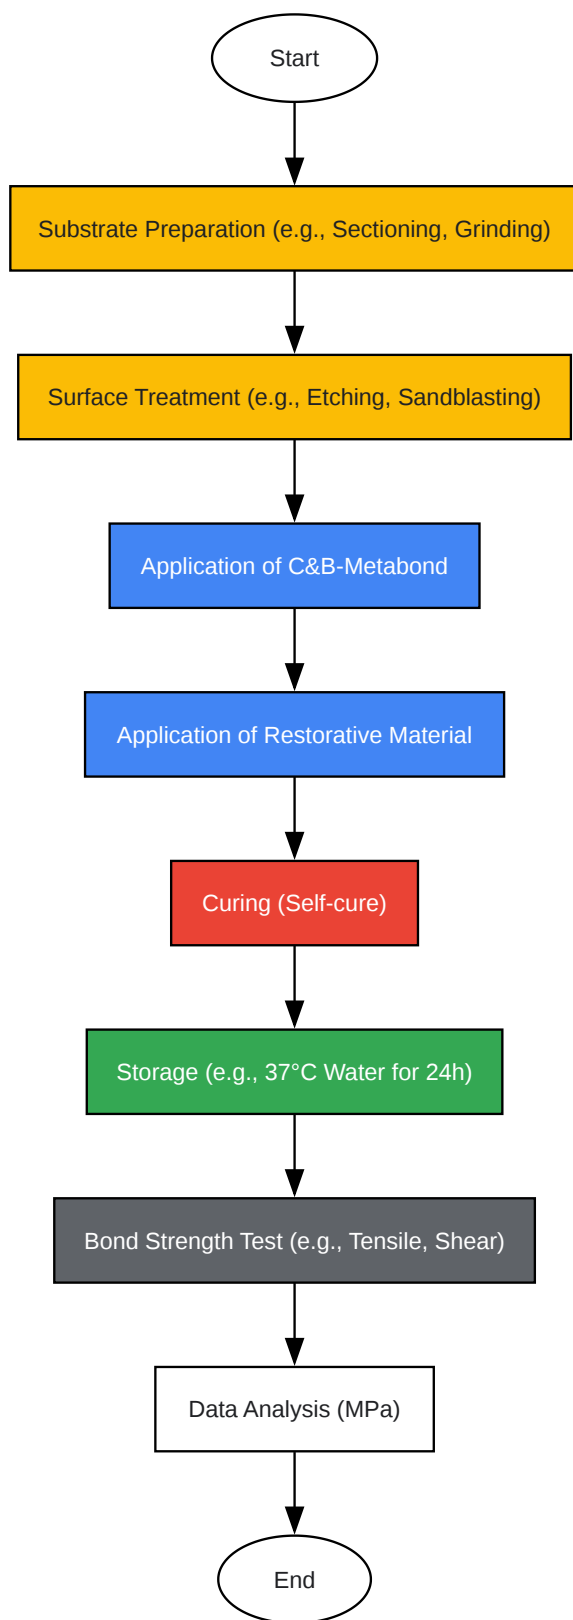 Start
Substrate Preparation (e.g., Sectioning, Grinding)
Surface Treatment (e.g., Etching, Sandblasting)
Application of C&B-Metabond
Application of Restorative Material
Curing (Self-cure)
Storage (e.g., 37°C Water for 24h)
Bond Strength Test (e.g., Tensile, Shear)
Data Analysis (MPa)
End